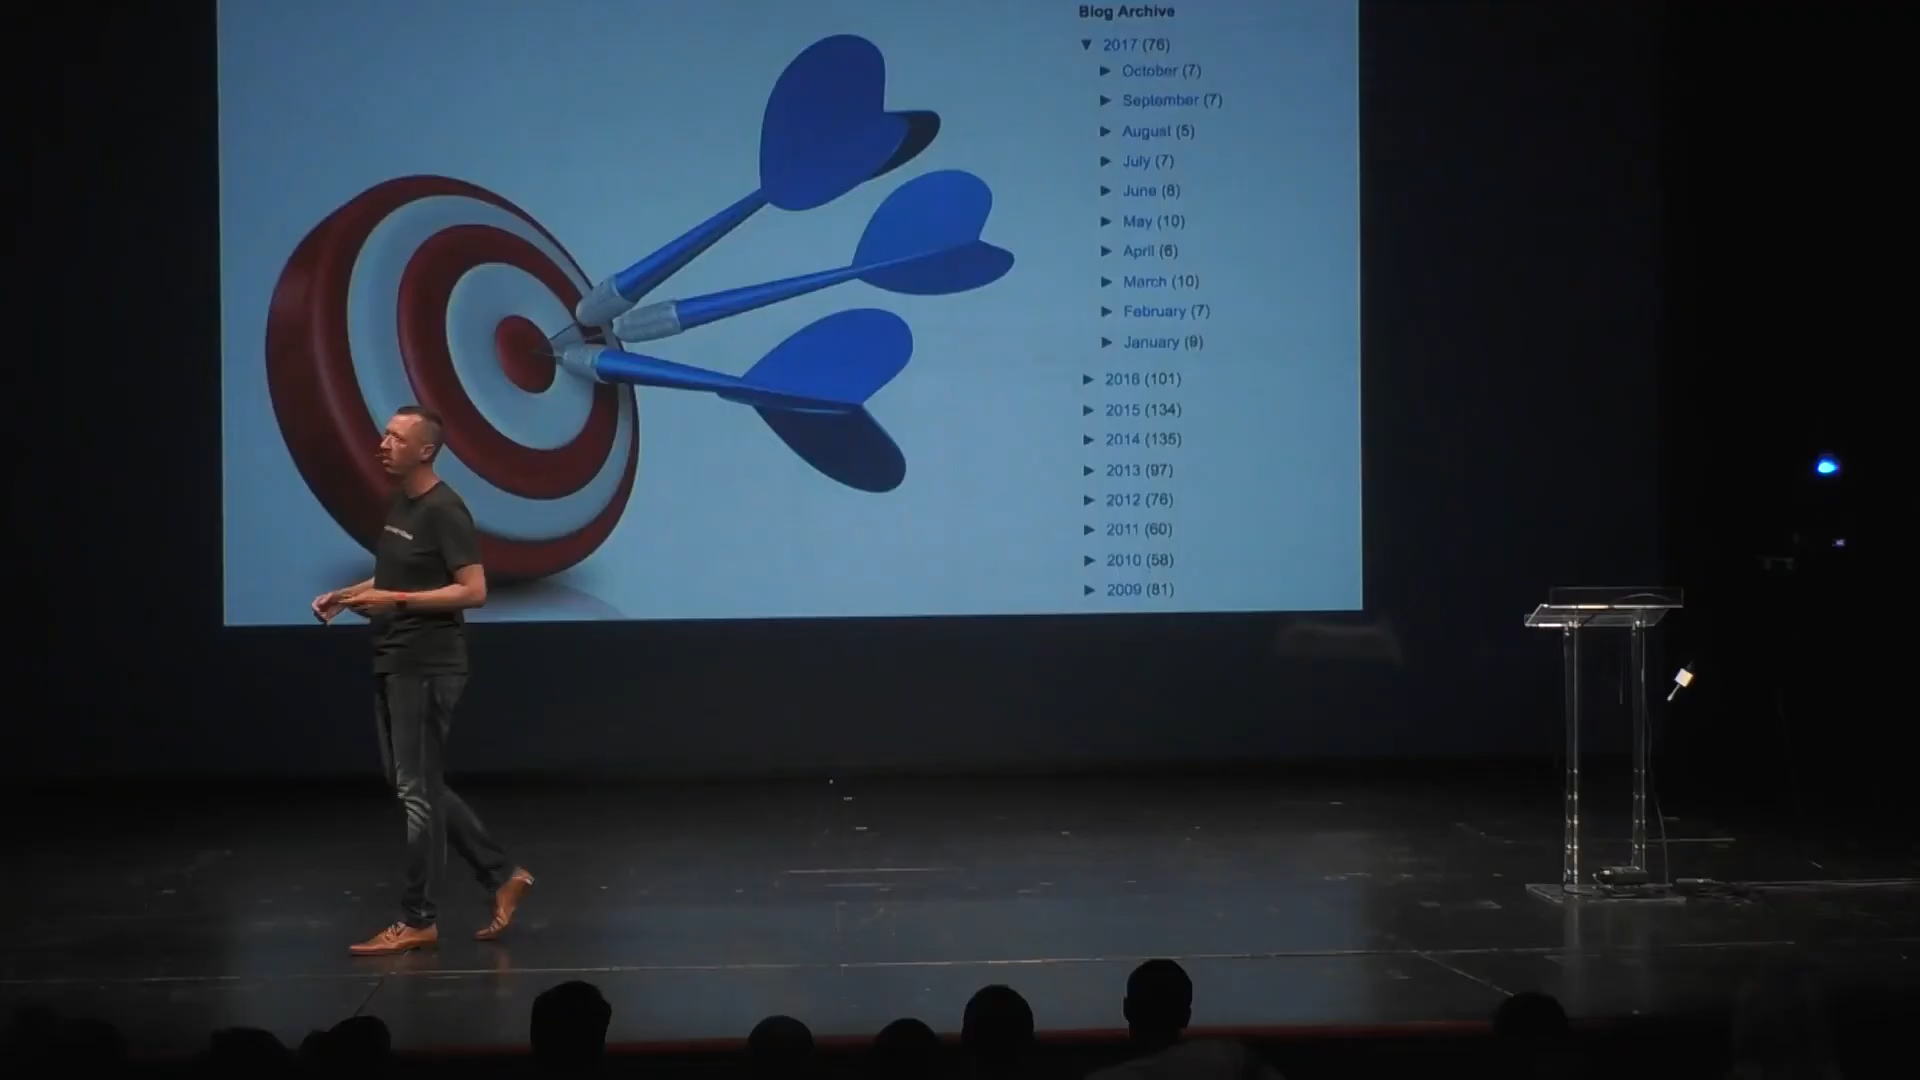 Blog Archive
▼ 2017 (76)
► October (7)
► September (7)
► August (5)
► July (7)
► June (8)
► May (10)
► April (6)
► March (10)
► February (7)
► January (9)
► 2016 (101)
► 2015 (134)
► 2014 (135)
► 2013 (97)
► 2012 (76)
► 2011 (60)
► 2010 (58)
► 2009 (81)